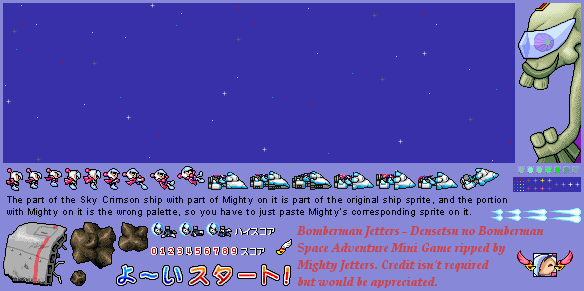 The part of the Sky Crimson ship with part of Mighty on it is part of the original ship sprite, and the portion
with Mighty on it is the wrong palette, so you have to just paste Mighty's corresponding sprite on it.
ハイスコア
0123456789 スコア
よ〜いスタート!
Bomberman Jetters - Densetsu no Bomberman
Space Adventure Mini Game ripped by
Mighty Jetters. Credit isn't required
but would be appreciated.